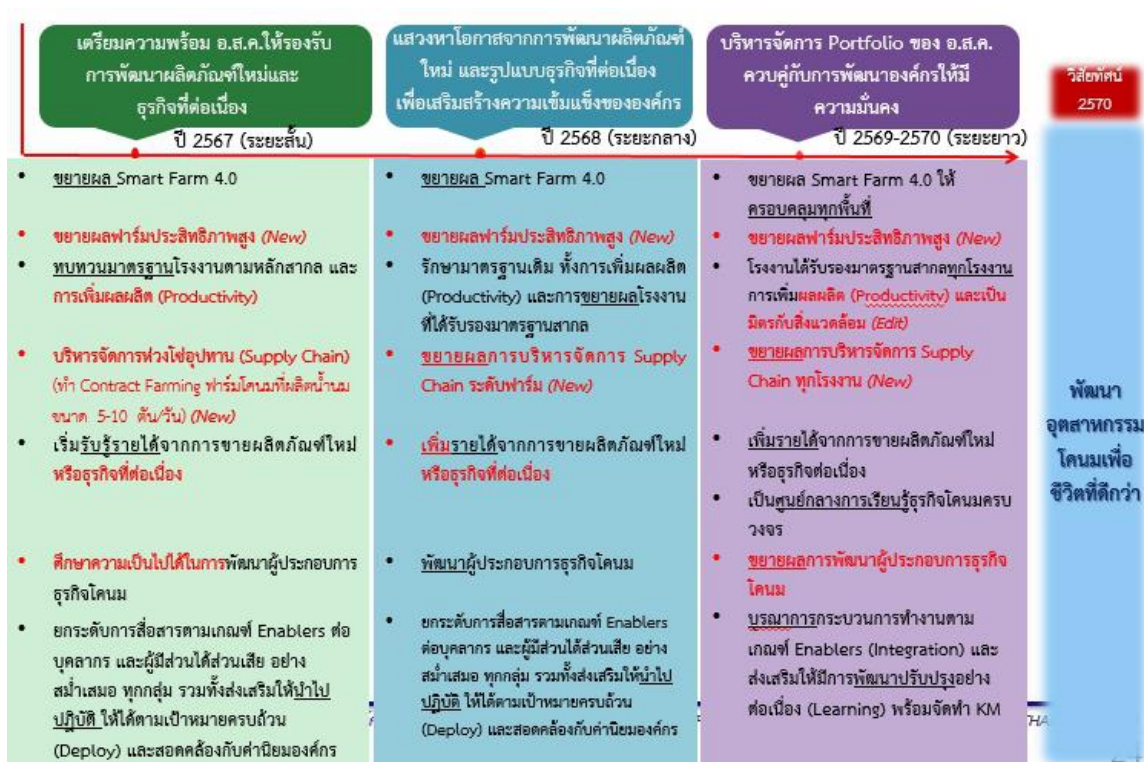 เตรียมความพร้อม อ.ส.ค.ให้รองรับ
การพัฒนาผลิตภัณฑ์ใหม่และ
ธุรกิจที่ต่อเนื่อง
ปี 2567 (ระยะสั้น)
แสวงหาโอกาสจากการพัฒนาผลิตภัณฑ์
ใหม่ และรูปแบบธุรกิจที่ต่อเนื่อง
เพื่อเสริมสร้างความเข้มแข็งขององค์กร
ปี 2568 (ระยะกลาง)
บริหารจัดการ Portfolio ของ อ.ส.ค.
ควบคู่กับการพัฒนาองค์กรให้มี
ความมั่นคง
ปี 2569-2570 (ระยะยาว)
วิสัยทัศน์
2570
• ขยายผล Smart Farm 4.0
• ขยายผลฟาร์มประสิทธิภาพสูง (New)
• ทบทวนมาตรฐานโรงงานตามหลักสากล และ
การเพิ่มผลผลิต (Productivity)
• บริหารจัดการห่วงโซ่อุปทาน (Supply Chain)
(ทำ Contract Farming ฟาร์มโคนมที่ผลิตน้ำนม
ขนาด 5-10 ตัน/วัน) (New)
• เริ่มรับรู้รายได้จากการขายผลิตภัณฑ์ใหม่
หรือธุรกิจที่ต่อเนื่อง
• ศึกษาความเป็นไปได้ในการพัฒนาผู้ประกอบการ
ธุรกิจโคนม
• ยกระดับการสื่อสารตามเกณฑ์ Enablers ต่อ
บุคลากร และผู้มีส่วนได้ส่วนเสีย อย่าง
สม่ำเสมอ ทุกกลุ่ม รวมทั้งส่งเสริมให้นำไป
ปฏิบัติ ให้ได้ตามเป้าหมายครบถ้วน
(Deploy) และสอดคล้องกับค่านิยมองค์กร
• ขยายผล Smart Farm 4.0
• ขยายผลฟาร์มประสิทธิภาพสูง (New)
• รักษามาตรฐานเดิม ทั้งการเพิ่มผลผลิต
(Productivity) และการขยายผลโรงงาน
ที่ได้รับรองมาตรฐานสากล
• ขยายผลการบริหารจัดการ Supply
Chain ระดับฟาร์ม (New)
• เพิ่มรายได้จากการขายผลิตภัณฑ์ใหม่
หรือธุรกิจที่ต่อเนื่อง
• พัฒนาผู้ประกอบการธุรกิจโคนม
• ยกระดับการสื่อสารตามเกณฑ์ Enablers
ต่อบุคลากร และผู้มีส่วนได้ส่วนเสีย อย่าง
สม่ำเสมอ ทุกกลุ่ม รวมทั้งส่งเสริมให้นำไป
ปฏิบัติ ให้ได้ตามเป้าหมายครบถ้วน
(Deploy) และสอดคล้องกับค่านิยมองค์กร
• ขยายผล Smart Farm 4.0 ให้
ครอบคลุมทุกพื้นที่
• ขยายผลฟาร์มประสิทธิภาพสูง (New)
• โรงงานได้รับรองมาตรฐานสากลทุกโรงงาน
การเพิ่มผลผลิต (Productivity) และเป็น
มิตรกับสิ่งแวดล้อม (Edit)
• ขยายผลการบริหารจัดการ Supply
Chain ทุกโรงงาน (New)
• เพิ่มรายได้จากการขายผลิตภัณฑ์ใหม่
หรือธุรกิจต่อเนื่อง
• เป็นศูนย์กลางการเรียนรู้ธุรกิจโคนมครบ
วงจร
• ขยายผลการพัฒนาผู้ประกอบการธุรกิจ
โคนม
• บูรณาการกระบวนการทำงานตาม
เกณฑ์ Enablers (Integration) และ
ส่งเสริมให้มีการพัฒนาปรับปรุงอย่าง
ต่อเนื่อง (Learning) พร้อมจัดทำ KM
พัฒนา
อุตสาหกรรม
โคนมเพื่อ
ชีวิตที่ดีกว่า